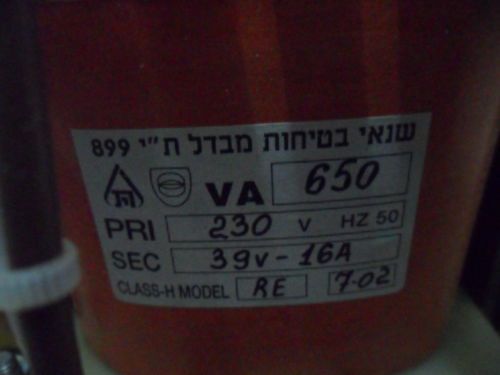 שנאי בטיחות מבדל ת"י 899
VA 650
PRI 230 V HZ 50
SEC 39v-16A
CLASS-H MODEL RE 7-02